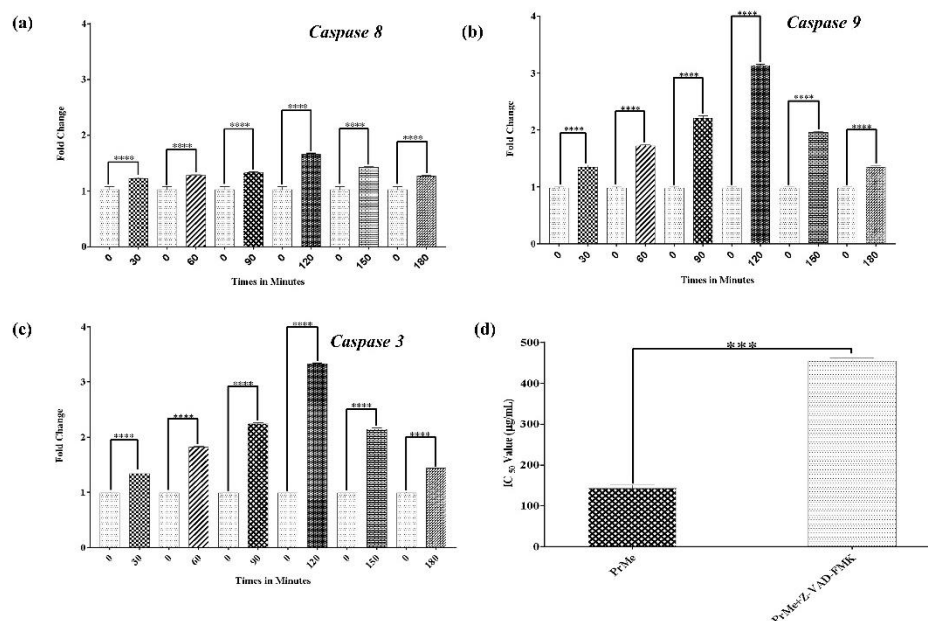 (a)
Caspase 8
4
3
2
1
0
Fold Change
****
****
****
****
****
****
0 30 0 60 0 90 0 120 0 150 0 180
Times in Minutes
(b)
Caspase 9
4
3
2
1
0
Fold Change
****
****
****
****
****
****
0 30 0 60 0 90 0 120 0 150 0 180
Times in Minutes
(c)
Caspase 3
4
3
2
1
0
Fold Change
****
****
****
****
****
****
0 30 0 60 0 90 0 120 0 150 0 180
Times in Minutes
(d)
500
400
300
200
100
0
IC 50 Value (µg/mL)
***
PrMe
PrMe+Z-VAD-FMK